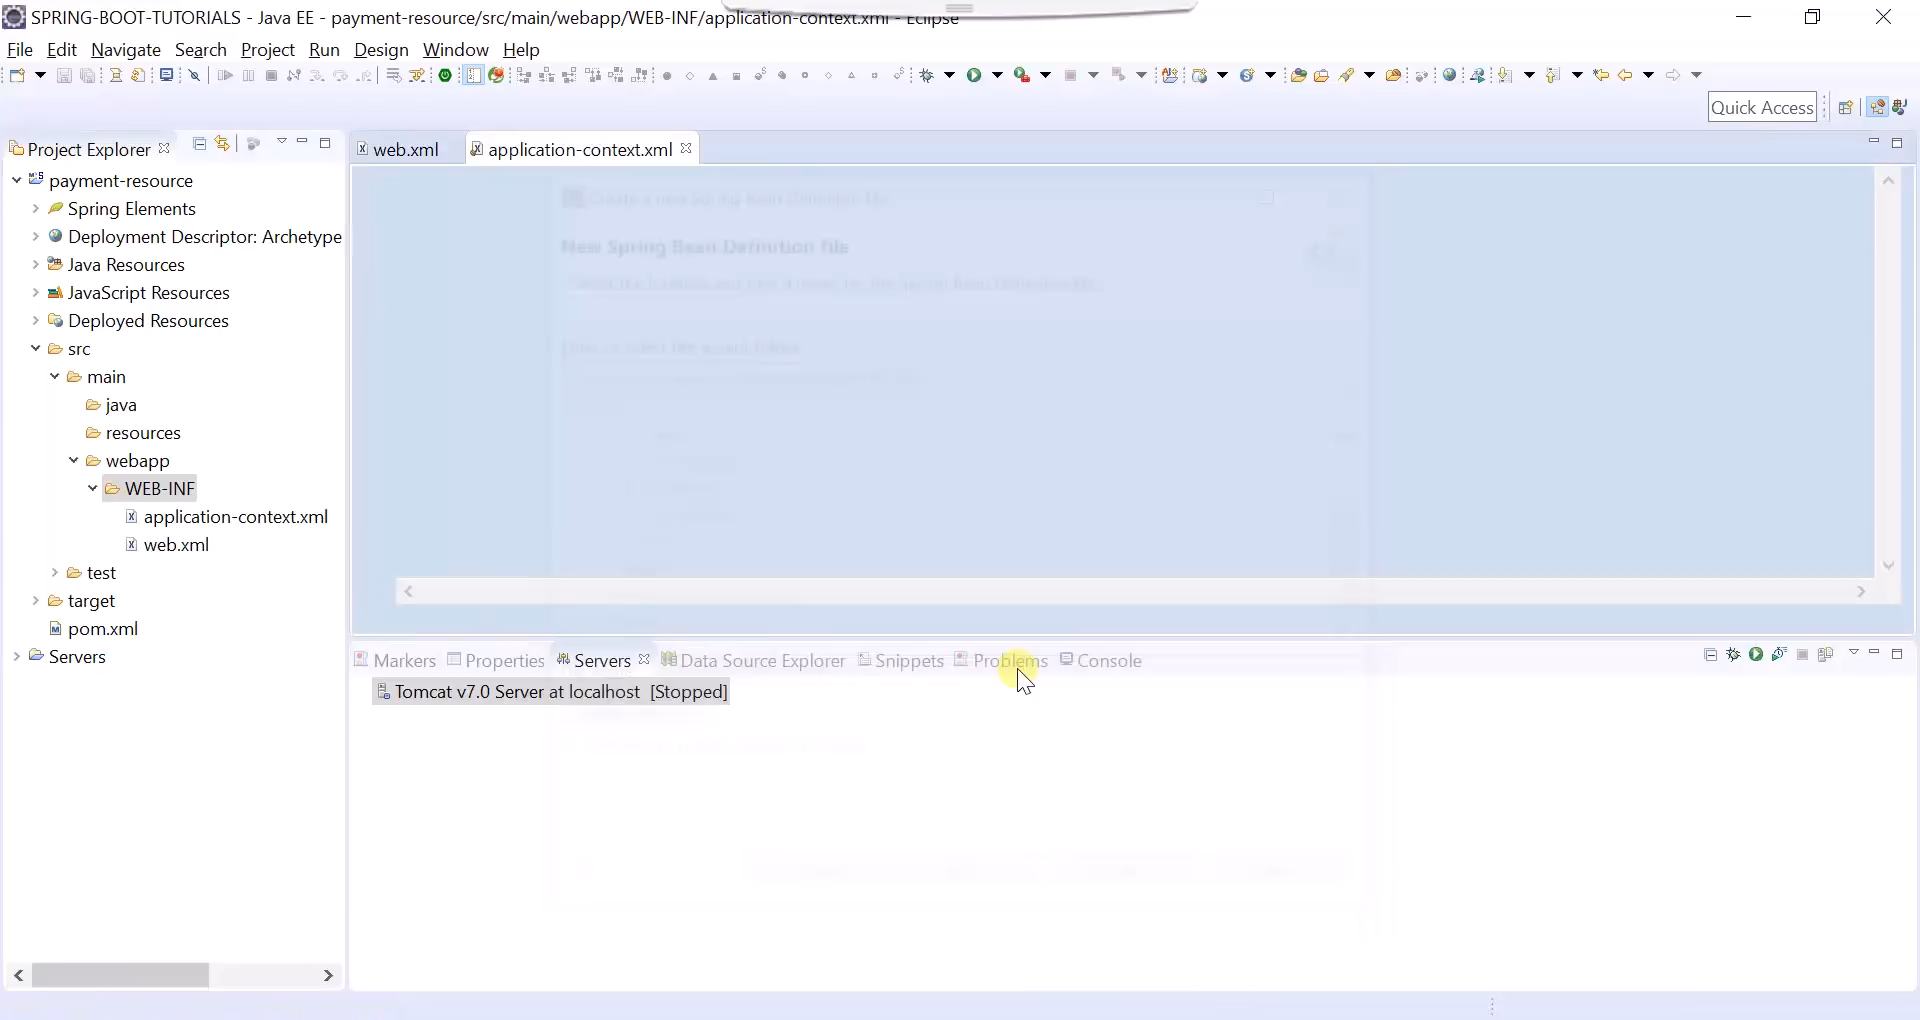 SPRING-BOOT-TUTORIALS - Java EE - payment-resource/src/main/webapp/WEB-INF/application-context.xml - Eclipse
File Edit Navigate Search Project Run Design Window Help
Quick Access
Project Explorer
web.xml
application-context.xml
payment-resource
Spring Elements
Deployment Descriptor: Archetype
Java Resources
JavaScript Resources
Deployed Resources
src
main
java
resources
webapp
WEB-INF
application-context.xml
web.xml
test
target
pom.xml
Servers
New Spring Bean Definition file
Markers Properties Servers Data Source Explorer Snippets Problems Console
Tomcat v7.0 Server at localhost [Stopped]